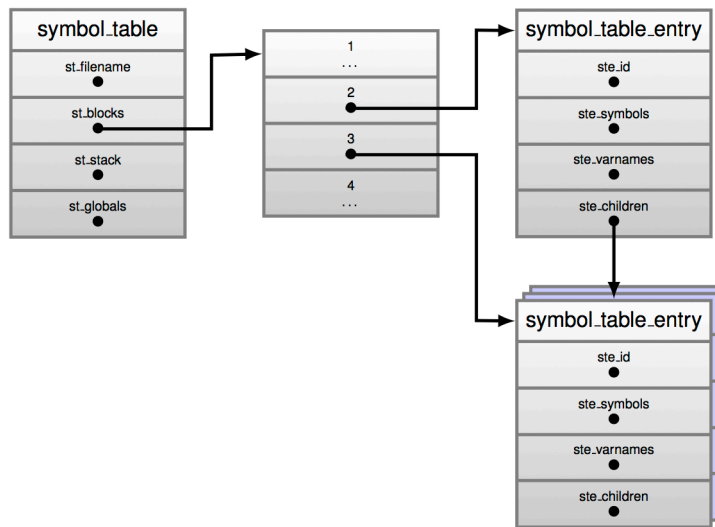 symbol_table
st_filename
st_blocks
st_stack
st_globals
1
...
2
3
4
...
symbol_table_entry
ste_id
ste_symbols
ste_varnames
ste_children
symbol_table_entry
ste_id
ste_symbols
ste_varnames
ste_children